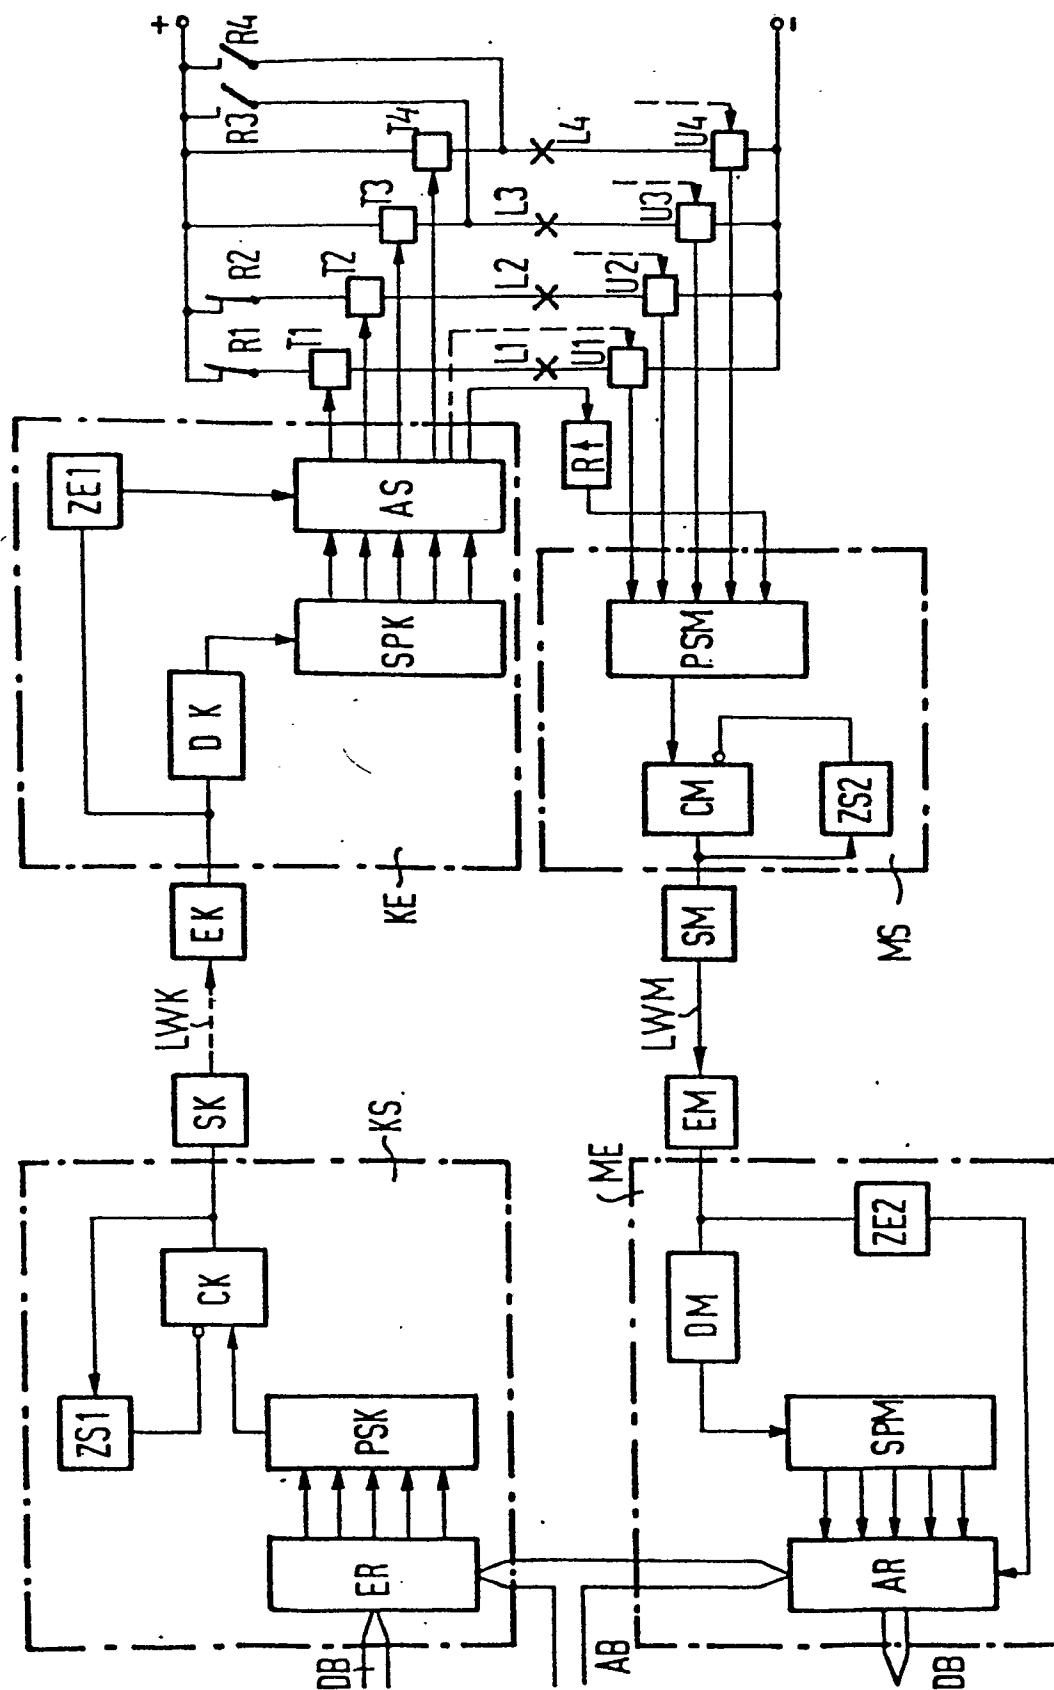 +
-
R4
R3
R2
R1
T4
T3
T2
T1
L4
L3
L2
L1
U4
U3
U2
U1
ZE1
AS
SPK
DK
KE
EK
LWK
SK
KS
CK
ZS1
PSK
ER
DB
AB
R
PSM
CM
ZS2
MS
SM
LWM
EM
ME
ZE2
DM
SPM
AR
DB